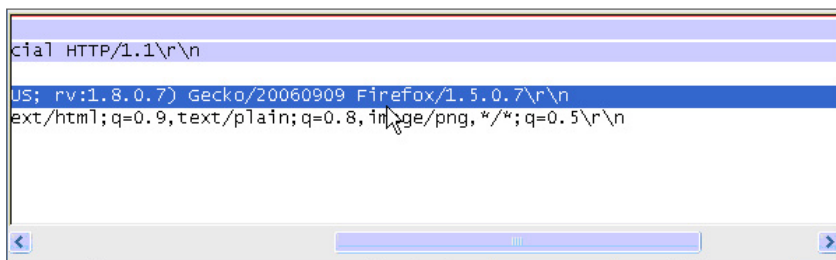 cial HTTP/1.1\r\n
US; rv:1.8.0.7) Gecko/20060909 Firefox/1.5.0.7\r\n
ext/html;q=0.9,text/plain;q=0.8,image/png,*/*;q=0.5\r\n